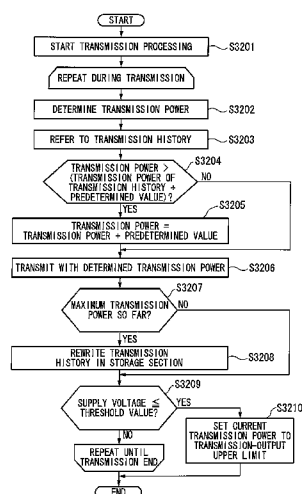 START
START TRANSMISSION PROCESSING
S3201
REPEAT DURING TRANSMISSION
DETERMINE TRANSMISSION POWER
S3202
REFER TO TRANSMISSION HISTORY
S3203
S3204
TRANSMISSION POWER >
(TRANSMISSION POWER OF
TRANSMISSION HISTORY +
PREDETERMINED VALUE)?
NO
YES
S3205
TRANSMISSION POWER =
TRANSMISSION POWER + PREDETERMINED VALUE
TRANSMIT WITH DETERMINED TRANSMISSION POWER
S3206
S3207
MAXIMUM TRANSMISSION
POWER SO FAR?
NO
YES
REWRITE TRANSMISSION
HISTORY IN STORAGE SECTION
S3208
S3209
SUPPLY VOLTAGE ≦
THRESHOLD VALUE?
YES
NO
S3210
SET CURRENT
TRANSMISSION POWER TO
TRANSMISSION-OUTPUT
UPPER LIMIT
REPEAT UNTIL
TRANSMISSION END
END